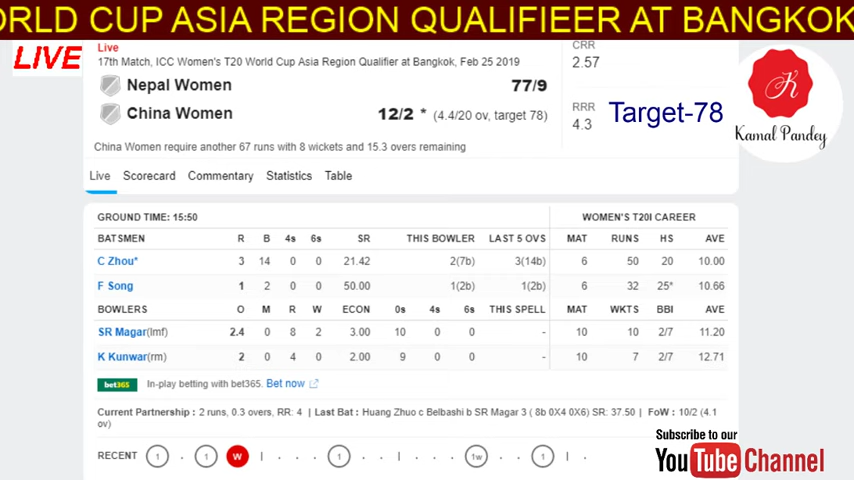 ORLD CUP ASIA REGION QUALIFIEER AT BANGKOK
LIVE
Live
17th Match, ICC Women's T20 World Cup Asia Region Qualifier at Bangkok, Feb 25 2019
Nepal Women 77/9
China Women 12/2 * (4.4/20 ov, target 78)
China Women require another 67 runs with 8 wickets and 15.3 overs remaining
CRR
2.57
RRR
4.3
Target-78
K
Kamal Pandey
Live Scorecard Commentary Statistics Table
GROUND TIME: 15:50 WOMEN'S T20I CAREER
BATSMEN R B 4s 6s SR THIS BOWLER LAST 5 OVS MAT RUNS HS AVE
C Zhou* 3 14 0 0 21.42 2(7b) 3(14b) 6 50 20 10.00
F Song 1 2 0 0 50.00 1(2b) 1(2b) 6 32 25* 10.66
BOWLERS O M R W ECON 0s 4s 6s THIS SPELL MAT WKTS BBI AVE
SR Magar(lmf) 2.4 0 8 2 3.00 10 0 0 - 10 10 2/7 11.20
K Kunwar(rm) 2 0 4 0 2.00 9 0 0 - 10 7 2/7 12.71
bet365 In-play betting with bet365. Bet now
Current Partnership : 2 runs, 0.3 overs, RR: 4 | Last Bat : Huang Zhuo c Belbashi b SR Magar 3 ( 8b 0X4 0X6) SR: 37.50 | FoW : 10/2 (4.1
ov)
RECENT 1 . 1 W | . . 1 . . | . . . 1w . . 1 | .
Subscribe to our
YouTube Channel